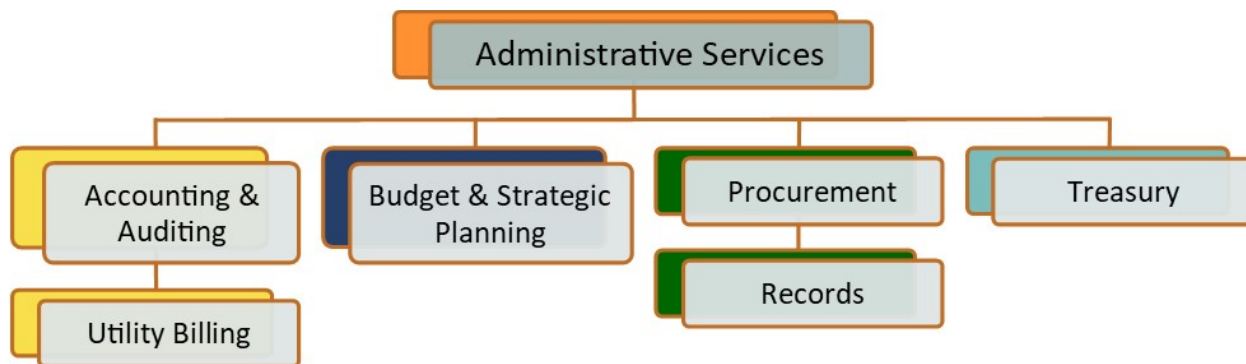 Administrative Services
Accounting &
Auditing
Budget & Strategic
Planning
Procurement
Treasury
Utility Billing
Records